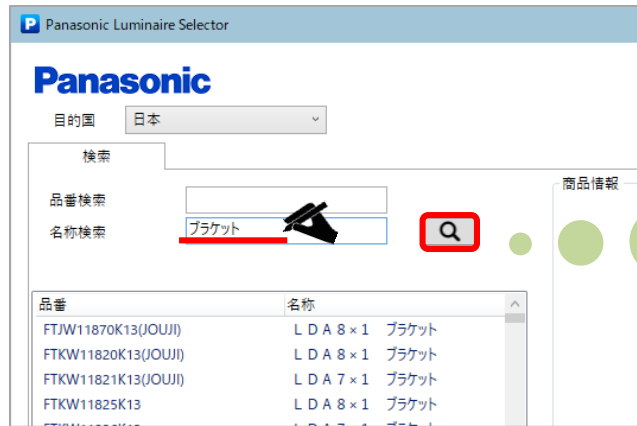 Panasonic Luminaire Selector
Panasonic
目的国 日本
検索
商品情報
品番検索
名称検索 ブラケット
品番 名称
FTJW11870K13(JOUJI) ＬＤＡ８×１ ブラケット
FTKW11820K13(JOUJI) ＬＤＡ８×１ ブラケット
FTKW11821K13(JOUJI) ＬＤＡ７×１ ブラケット
FTKW11825K13 ＬＤＡ８×１ ブラケット